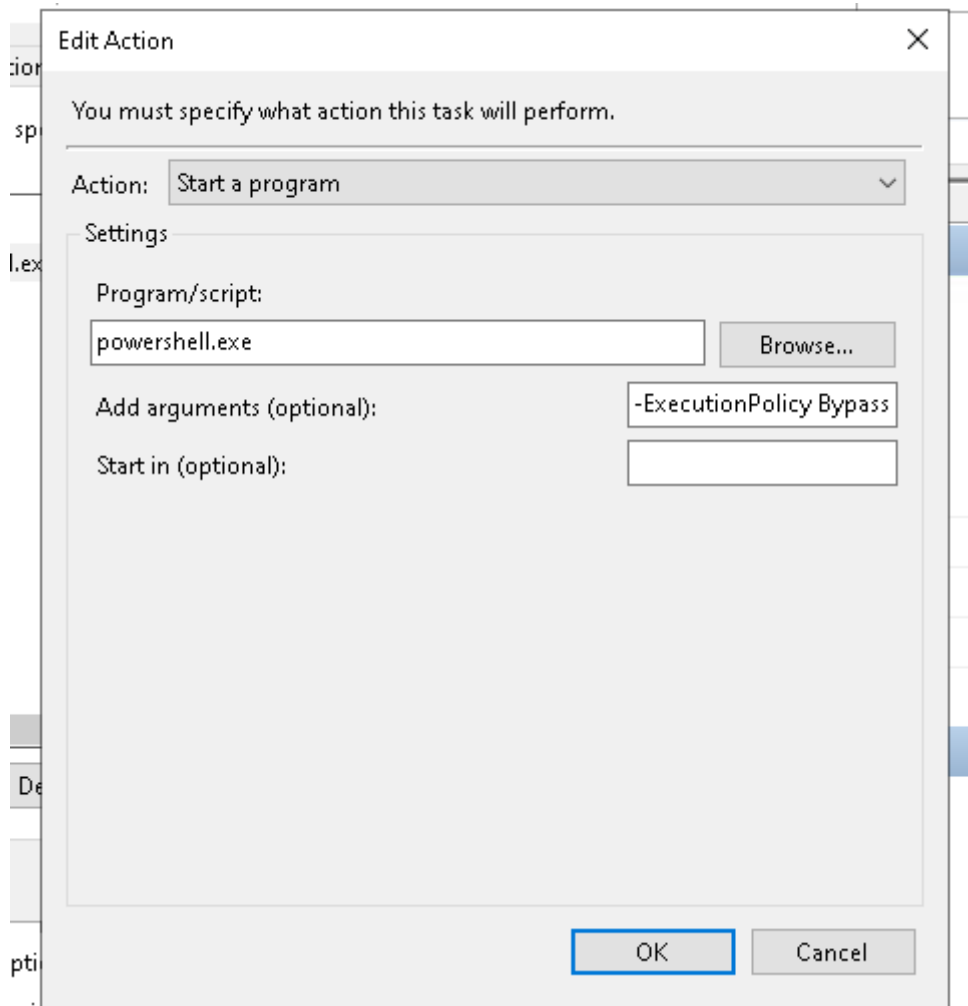 Edit Action
You must specify what action this task will perform.
Action: Start a program
Settings
Program/script:
powershell.exe Browse...
Add arguments (optional): -ExecutionPolicy Bypass
Start in (optional):
OK Cancel